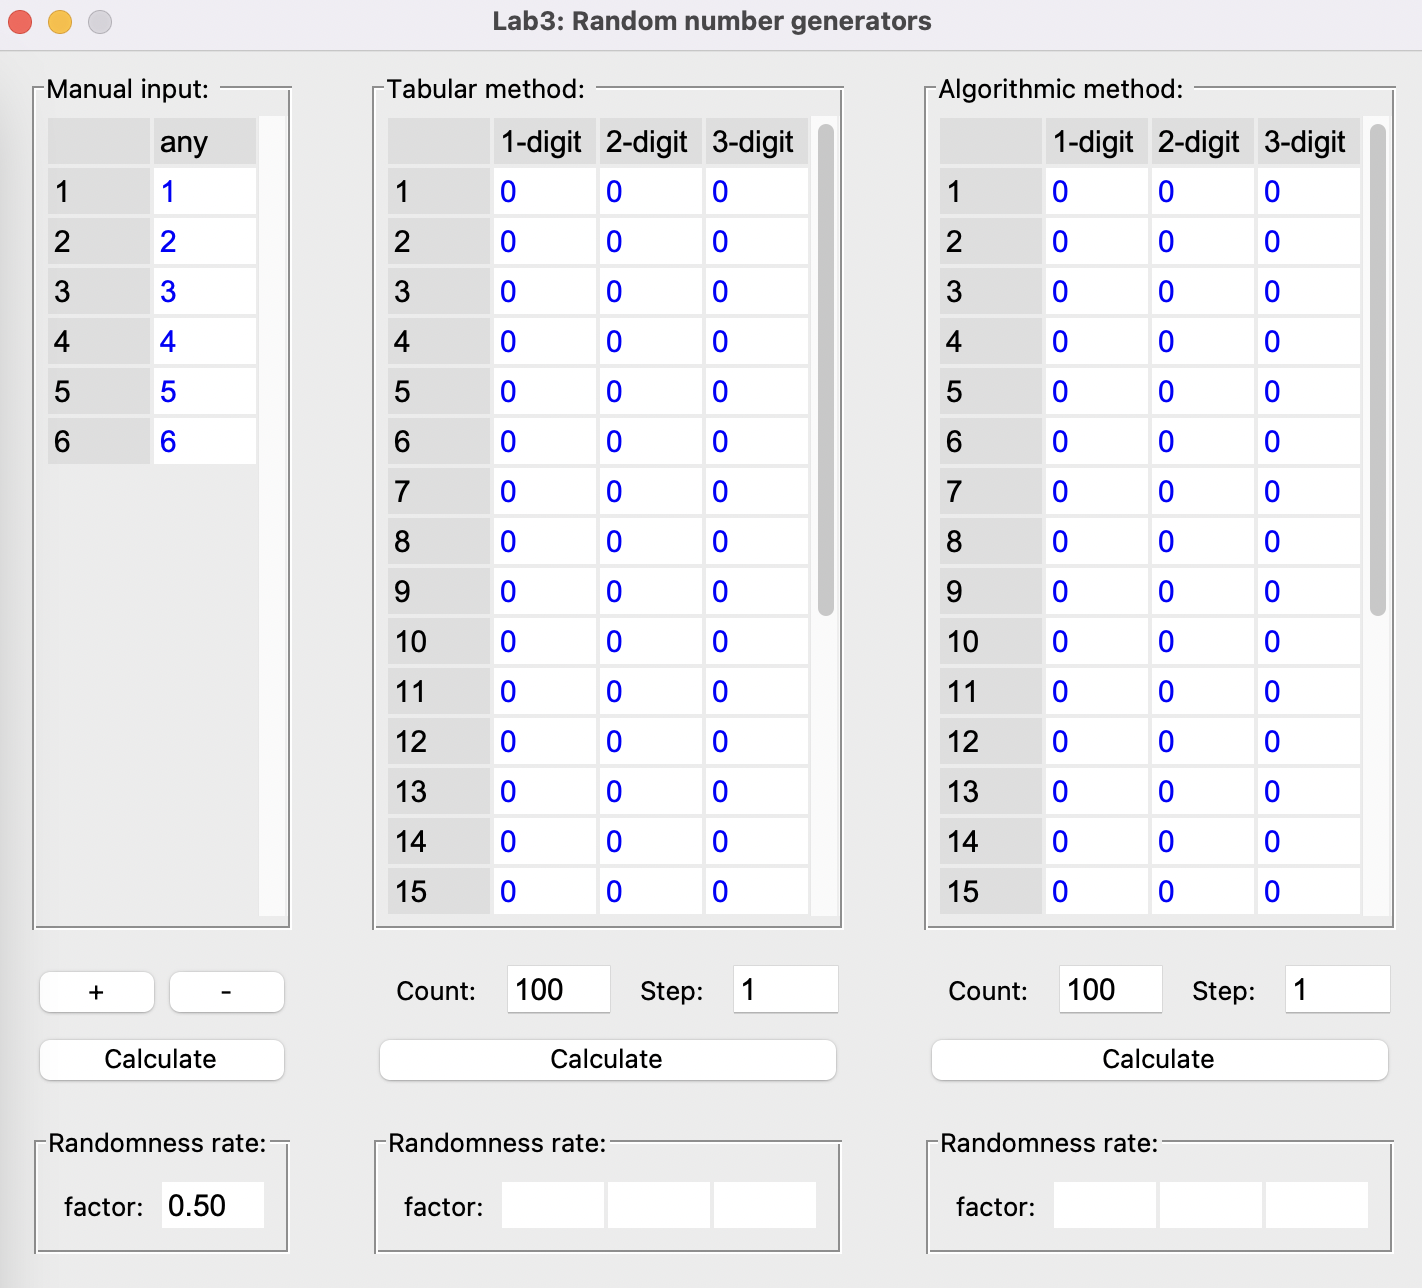 Lab3: Random number generators
Manual input: Tabular method: Algorithmic method:
any 1-digit 2-digit 3-digit 1-digit 2-digit 3-digit
1 1 1 0 0 0 1 0 0 0
2 2 2 0 0 0 2 0 0 0
3 3 3 0 0 0 3 0 0 0
4 4 4 0 0 0 4 0 0 0
5 5 5 0 0 0 5 0 0 0
6 6 6 0 0 0 6 0 0 0
7 0 0 0 7 0 0 0
8 0 0 0 8 0 0 0
9 0 0 0 9 0 0 0
10 0 0 0 10 0 0 0
11 0 0 0 11 0 0 0
12 0 0 0 12 0 0 0
13 0 0 0 13 0 0 0
14 0 0 0 14 0 0 0
15 0 0 0 15 0 0 0
+ - Count: 100 Step: 1 Count: 100 Step: 1
Calculate Calculate Calculate
Randomness rate: Randomness rate: Randomness rate:
factor: 0.50 factor: factor: